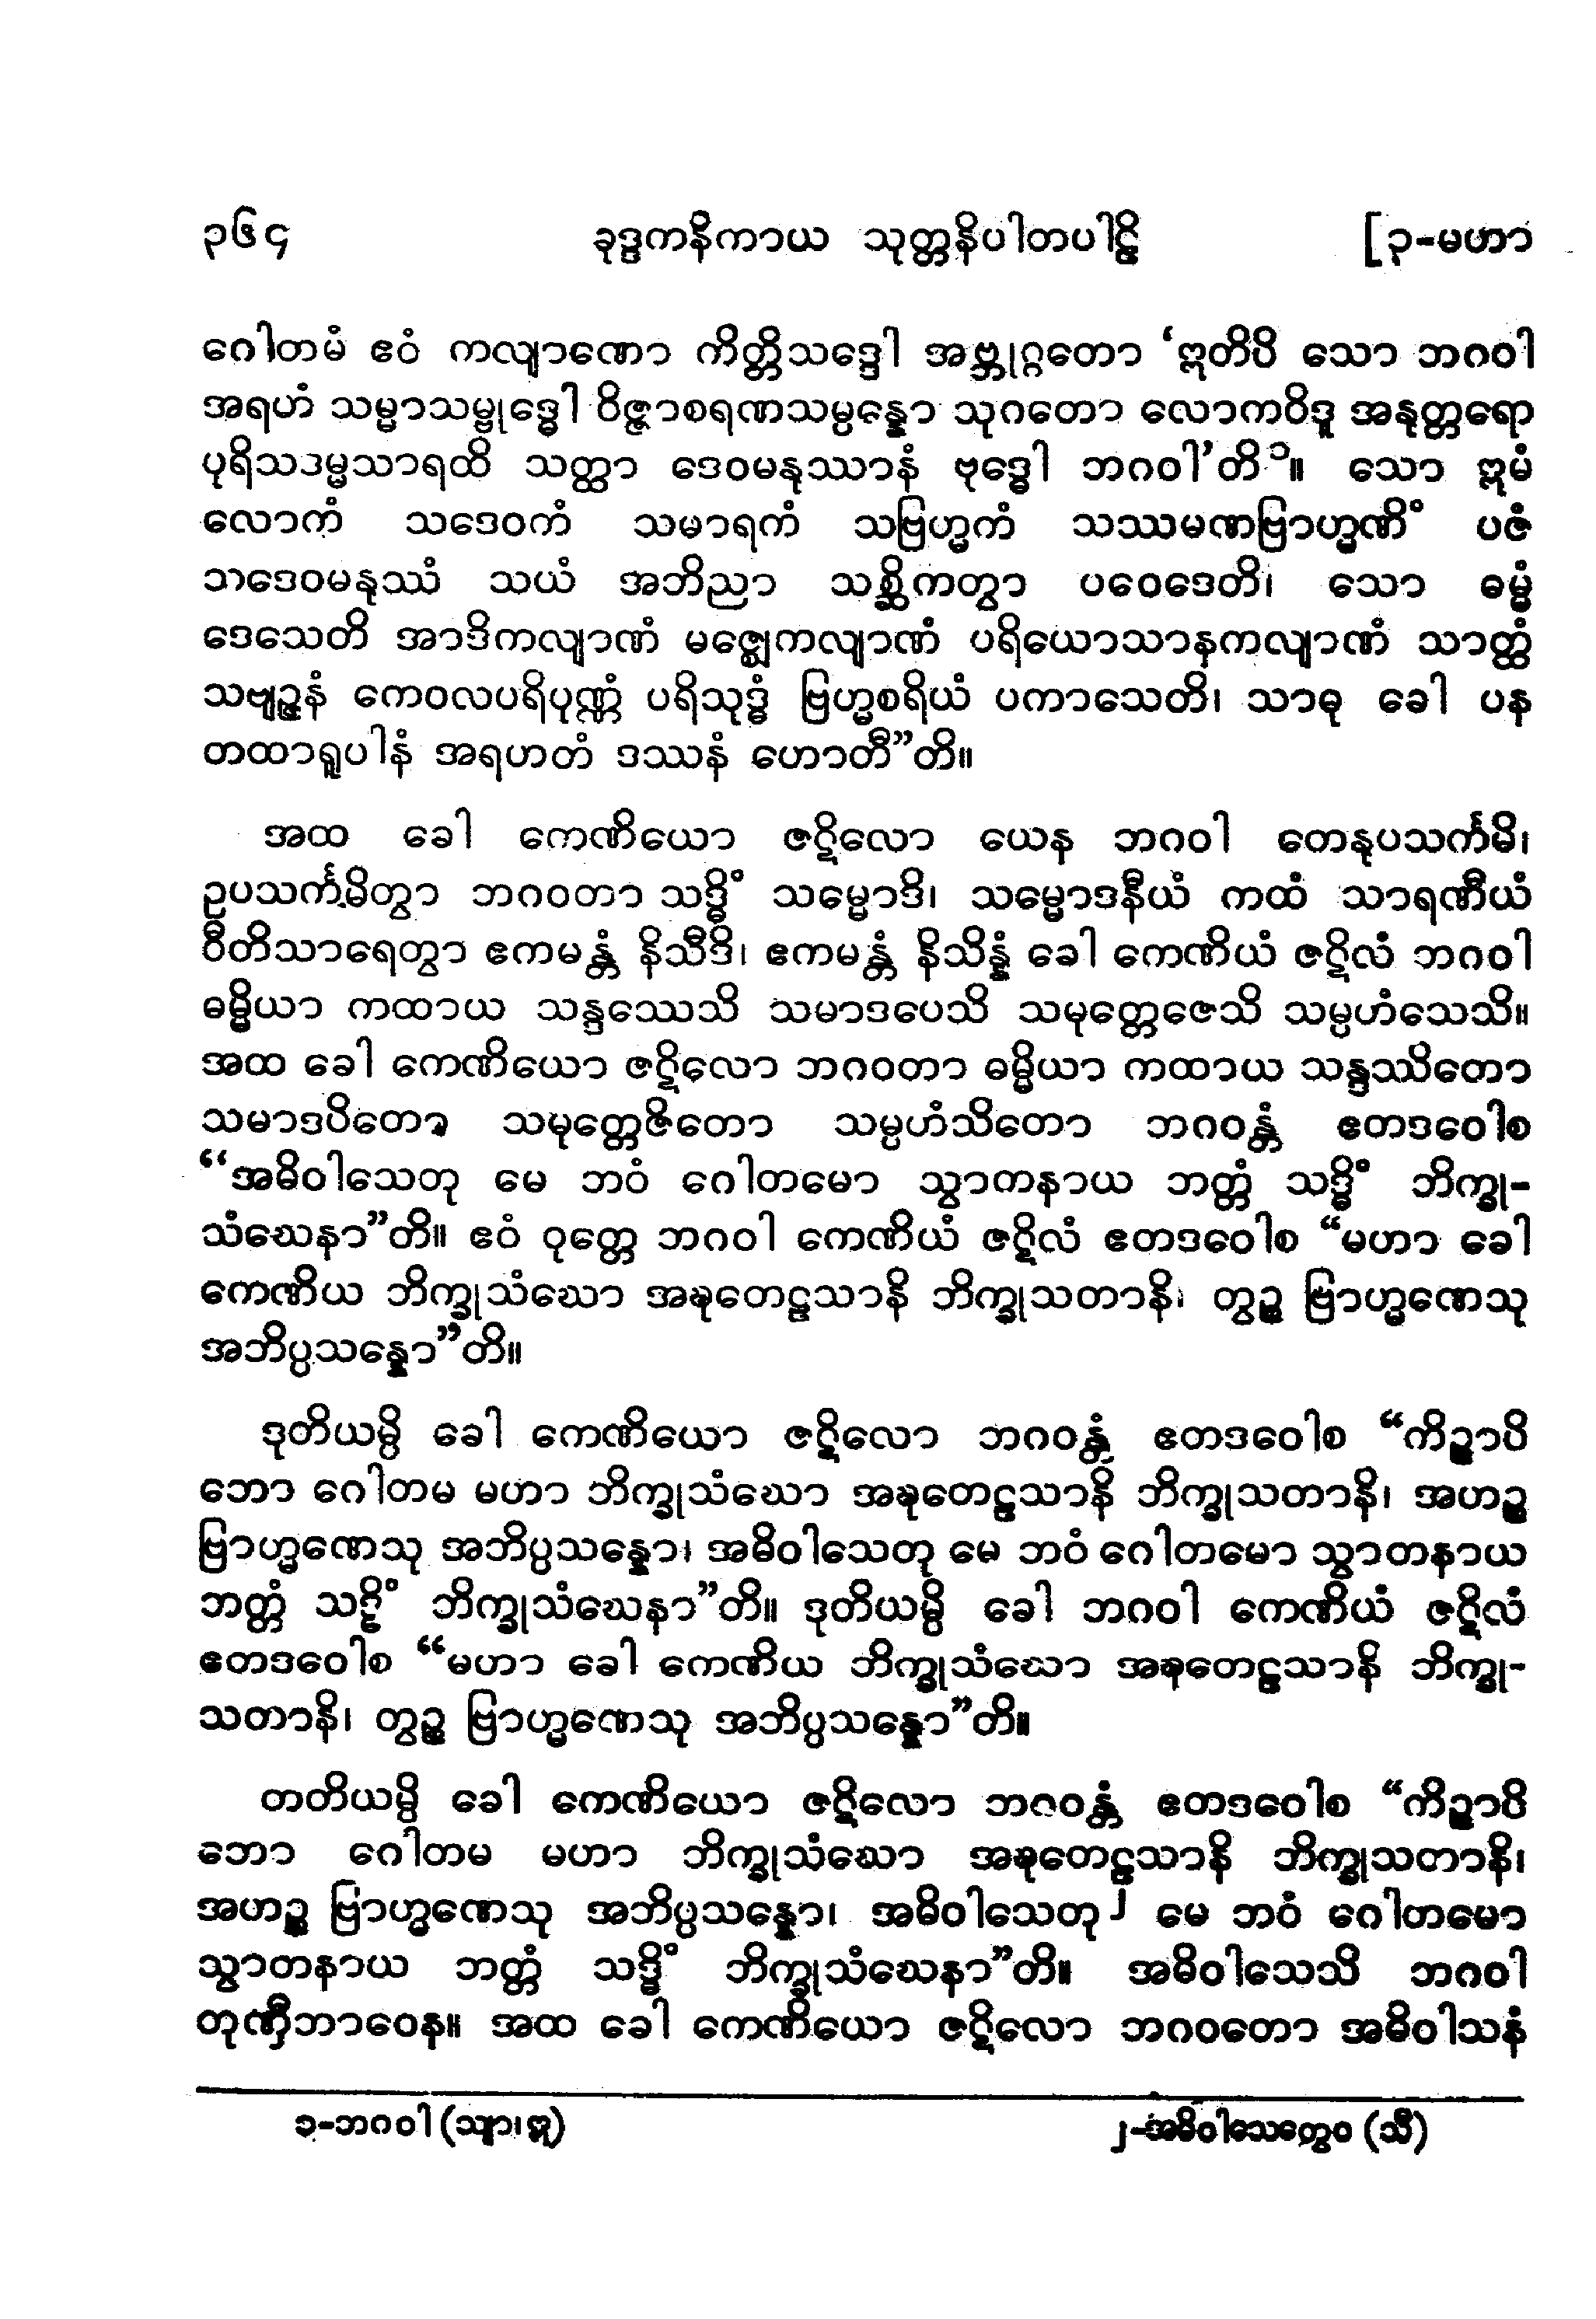 ၃၆၄ ခုဒ္ဒကနိကာယ သုတ္တနိပါတပါဠိ [၃-မဟာ
ဂေါတမံ ဧဝံ ကလျာဏော ကိတ္တိသဒ္ဒေါ အဗ္ဘုဂ္ဂတော ‘ဣတိပိ သော ဘဂဝါ
အရဟံ သမ္မာသမ္ဗုဒ္ဓေါ ဝိဇ္ဇာစရဏသမ္ပန္နော သုဂတော လောကဝိဒူ အနုတ္တရော
ပုရိသဒမ္မသာရထိ သတ္ထာ ဒေဝမနုဿာနံ ဗုဒ္ဓေါ ဘဂဝါ’တိ၁။ သော ဣမံ
လောကံ သဒေဝကံ သမာရကံ သဗြဟ္မကံ သဿမဏဗြာဟ္မဏိံ ပဇံ
သဒေဝမနုဿံ သယံ အဘိညာ သစ္ဆိကတွာ ပဝေဒေတိ၊ သော ဓမ္မံ
ဒေသေတိ အာဒိကလျာဏံ မဇ္ဈေကလျာဏံ ပရိယောသာနကလျာဏံ သာတ္ထံ
သဗျဉ္ဇနံ ကေဝလပရိပုဏ္ဏံ ပရိသုဒ္ဓံ ဗြဟ္မစရိယံ ပကာသေတိ၊ သာဓု ခေါ ပန
တထာရူပါနံ အရဟတံ ဒဿနံ ဟောတီ”တိ။
အထ ခေါ ကေဏိယော ဇဋိလော ယေန ဘဂဝါ တေနုပသင်္ကမိ၊
ဥပသင်္ကမိတွာ ဘဂဝတာ သဒ္ဓိံ သမ္မောဒိ၊ သမ္မောဒနီယံ ကထံ သာရဏီယံ
ဝီတိသာရေတွာ ဧကမန္တံ နိသီဒိ၊ ဧကမန္တံ နိသိန္နံ ခေါ ကေဏိယံ ဇဋိလံ ဘဂဝါ
ဓမ္မိယာ ကထာယ သန္ဒဿေသိ သမာဒပေသိ သမုတ္တေဇေသိ သမ္ပဟံသေသိ။
အထ ခေါ ကေဏိယော ဇဋိလော ဘဂဝတာ ဓမ္မိယာ ကထာယ သန္ဒဿိတော
သမာဒပိတော သမုတ္တေဇိတော သမ္ပဟံသိတော ဘဂဝန္တံ ဧတဒဝေါစ
“အဓိဝါသေတု မေ ဘဝံ ဂေါတမော သွာတနာယ ဘတ္တံ သဒ္ဓိံ ဘိက္ခု-
သံဃေနာ”တိ။ ဧဝံ ဝုတ္တေ ဘဂဝါ ကေဏိယံ ဇဋိလံ ဧတဒဝေါစ “မဟာ ခေါ
ကေဏိယ ဘိက္ခုသံဃော အဍ္ဎတေဠသာနိ ဘိက္ခုသတာနိ၊ တွဉ္စ ဗြာဟ္မဏေသု
အဘိပ္ပသန္နော”တိ။
ဒုတိယမ္ပိ ခေါ ကေဏိယော ဇဋိလော ဘဂဝန္တံ ဧတဒဝေါစ “ကိဉ္စာပိ
ဘော ဂေါတမ မဟာ ဘိက္ခုသံဃော အဍ္ဎတေဠသာနိ ဘိက္ခုသတာနိ၊ အဟဉ္စ
ဗြာဟ္မဏေသု အဘိပ္ပသန္နော၊ အဓိဝါသေတု မေ ဘဝံ ဂေါတမော သွာတနာယ
ဘတ္တံ သဒ္ဓိံ ဘိက္ခုသံဃေနာ”တိ။ ဒုတိယမ္ပိ ခေါ ဘဂဝါ ကေဏိယံ ဇဋိလံ
ဧတဒဝေါစ “မဟာ ခေါ ကေဏိယ ဘိက္ခုသံဃော အဍ္ဎတေဠသာနိ ဘိက္ခု-
သတာနိ၊ တွဉ္စ ဗြာဟ္မဏေသု အဘိပ္ပသန္နော”တိ။
တတိယမ္ပိ ခေါ ကေဏိယော ဇဋိလော ဘဂဝန္တံ ဧတဒဝေါစ “ကိဉ္စာပိ
ဘော ဂေါတမ မဟာ ဘိက္ခုသံဃော အဍ္ဎတေဠသာနိ ဘိက္ခုသတာနိ၊
အဟဉ္စ ဗြာဟ္မဏေသု အဘိပ္ပသန္နော၊ အဓိဝါသေတု၂ မေ ဘဝံ ဂေါတမော
သွာတနာယ ဘတ္တံ သဒ္ဓိံ ဘိက္ခုသံဃေနာ”တိ။ အဓိဝါသေသိ ဘဂဝါ
တုဏှီဘာဝေန။ အထ ခေါ ကေဏိယော ဇဋိလော ဘဂဝတော အဓိဝါသနံ
၁-ဘဂဝါ (သျာ၊ ဣ) ၂-အဓိဝါသေတွေဝ (သီ)